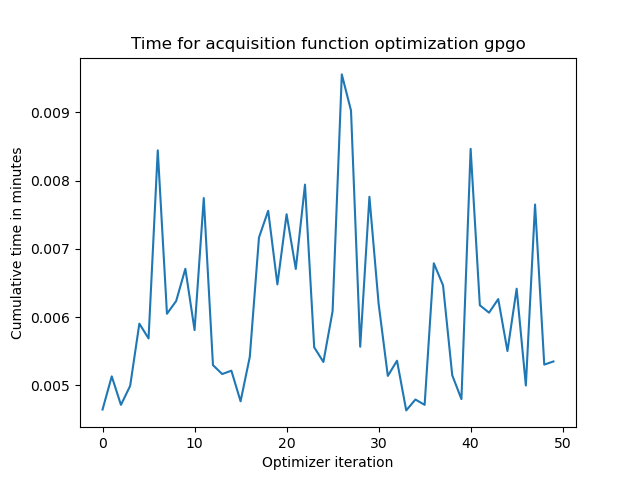 Time for acquisition function optimization gpgo
Cumulative time in minutes
0.009
0.008
0.007
0.006
0.005
0 10 20 30 40 50
Optimizer iteration